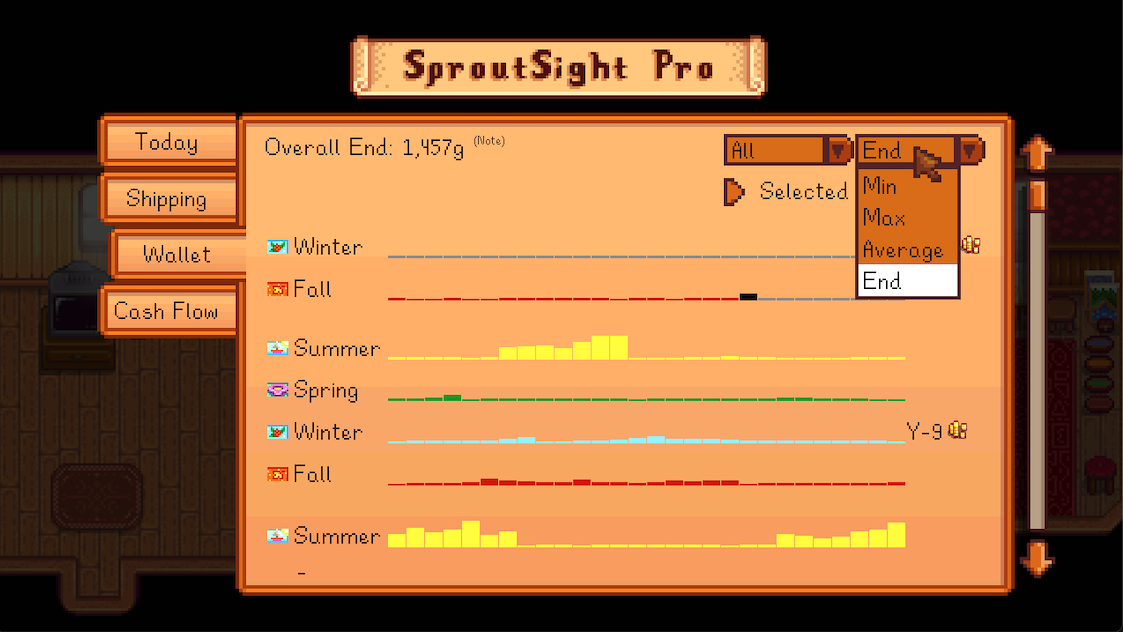 SproutSight Pro
Today
Shipping
Wallet
Cash Flow
Overall End: 1,457g (Note)
All
End
Min
Max
Average
End
Selected
Winter
Fall
Summer
Spring
Winter
Y-9
Fall
Summer